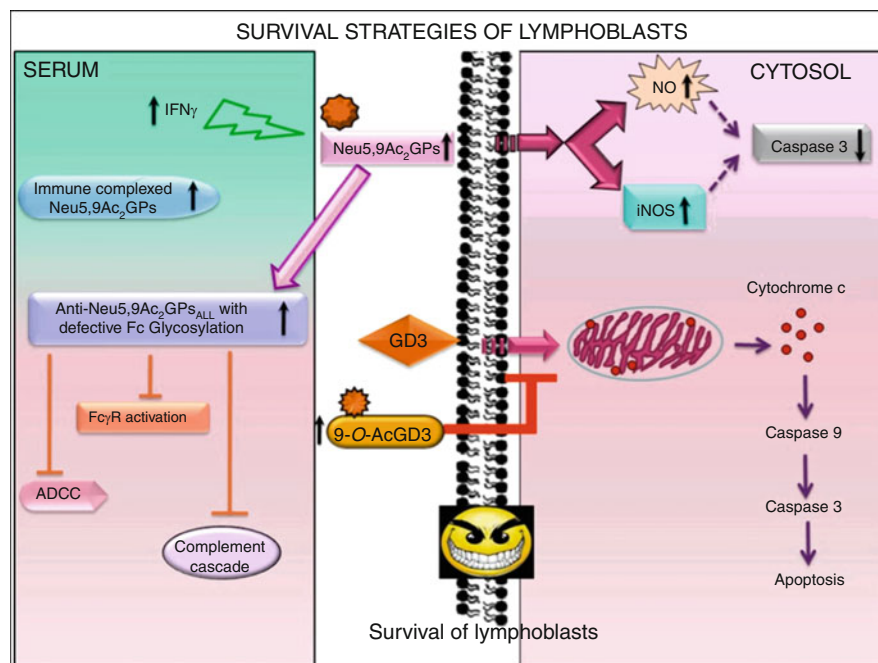 SURVIVAL STRATEGIES OF LYMPHOBLASTS
SERUM
IFNγ
Immune complexed
Neu5,9Ac₂GPs
Anti-Neu5,9Ac₂GPs_ALL with
defective Fc Glycosylation
FcγR activation
ADCC
Complement
cascade
Neu5,9Ac₂GPs
GD3
9-O-AcGD3
Survival of lymphoblasts
CYTOSOL
NO
iNOS
Caspase 3
Cytochrome c
Caspase 9
Caspase 3
Apoptosis